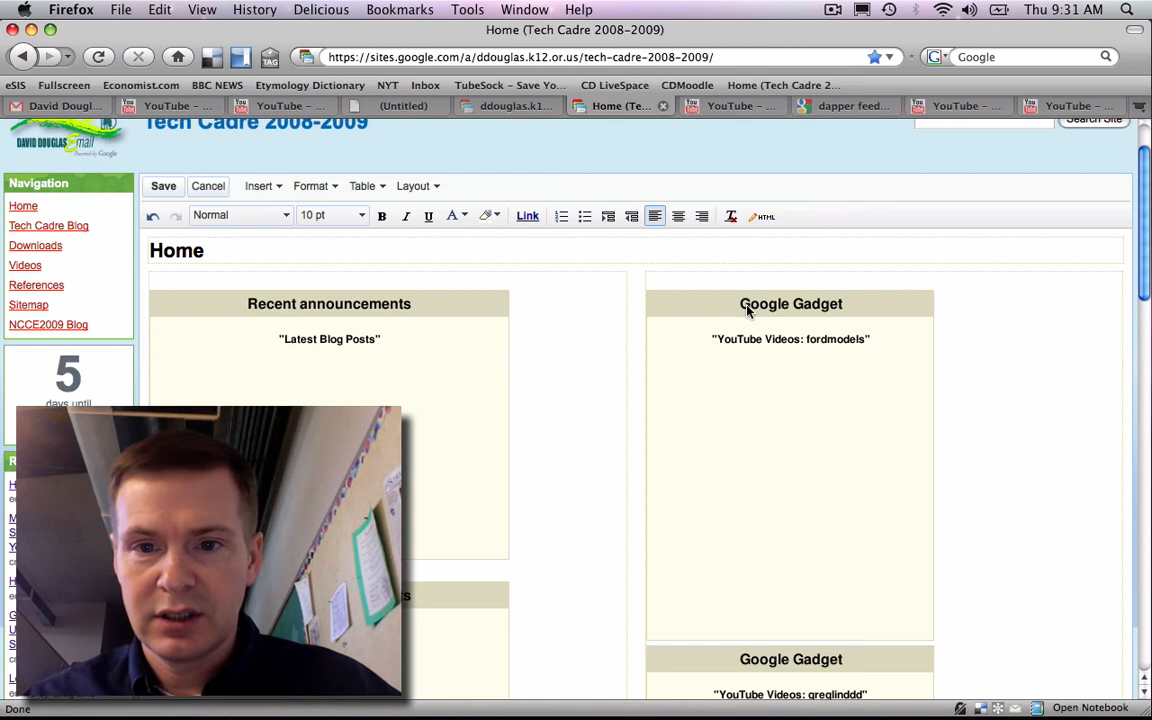 Firefox File Edit View History Delicious Bookmarks Tools Window Help Thu 9:31 AM
Home (Tech Cadre 2008-2009)
https://sites.google.com/a/ddouglas.k12.or.us/tech-cadre-2008-2009/
Google
eSIS Fullscreen Economist.com BBC NEWS Etymology Dictionary NYT Inbox TubeSock – Save Yo... CD LiveSpace CDMoodle Home (Tech Cadre 2...
David Dougl... YouTube – ... YouTube – ... (Untitled) ddouglas.k1... Home (Te... YouTube – ... dapper feed... YouTube – ... YouTube – ...
Tech Cadre 2008-2009
Search Site
DAVID DOUGLAS Email
Powered by Google
Navigation
Home
Tech Cadre Blog
Downloads
Videos
References
Sitemap
NCCE2009 Blog
5
days until
Save Cancel Insert Format Table Layout
Normal 10 pt B I U A Link HTML
Home
Recent announcements
"Latest Blog Posts"
Google Gadget
"YouTube Videos: fordmodels"
Google Gadget
"YouTube Videos: greglinddd"
Done
Open Notebook